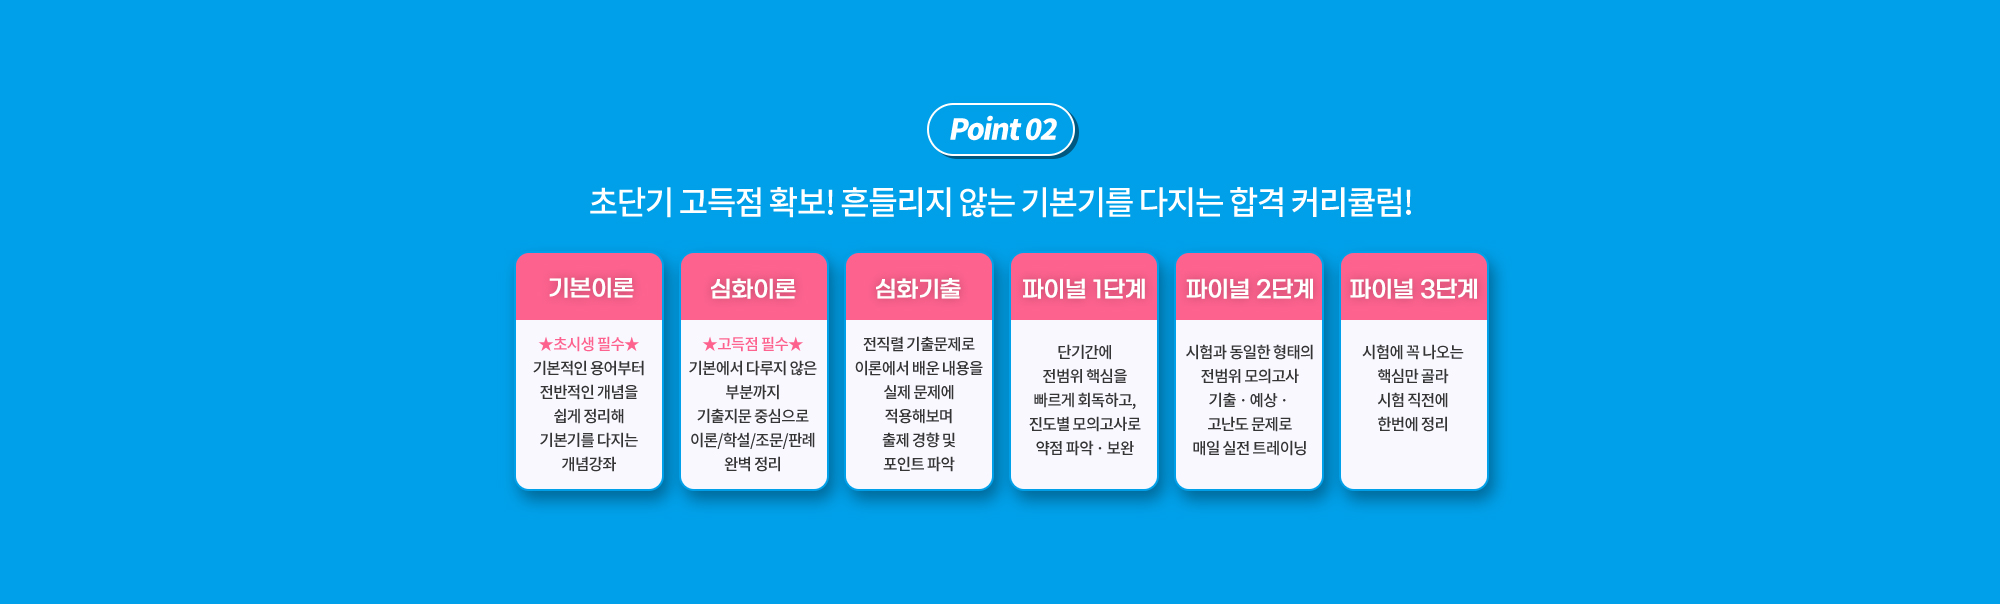 Point 02
초단기 고득점 확보! 흔들리지 않는 기본기를 다지는 합격 커리큘럼!
기본이론
★초시생 필수★
기본적인 용어부터
전반적인 개념을
쉽게 정리해
기본기를 다지는
개념강좌
심화이론
★고득점 필수★
기본에서 다루지 않은
부분까지
기출지문 중심으로
이론/학설/조문/판례
완벽 정리
심화기출
전직렬 기출문제로
이론에서 배운 내용을
실제 문제에
적용해보며
출제 경향 및
포인트 파악
파이널 1단계
단기간에
전범위 핵심을
빠르게 회독하고,
진도별 모의고사로
약점 파악 · 보완
파이널 2단계
시험과 동일한 형태의
전범위 모의고사
기출 · 예상 ·
고난도 문제로
매일 실전 트레이닝
파이널 3단계
시험에 꼭 나오는
핵심만 골라
시험 직전에
한번에 정리